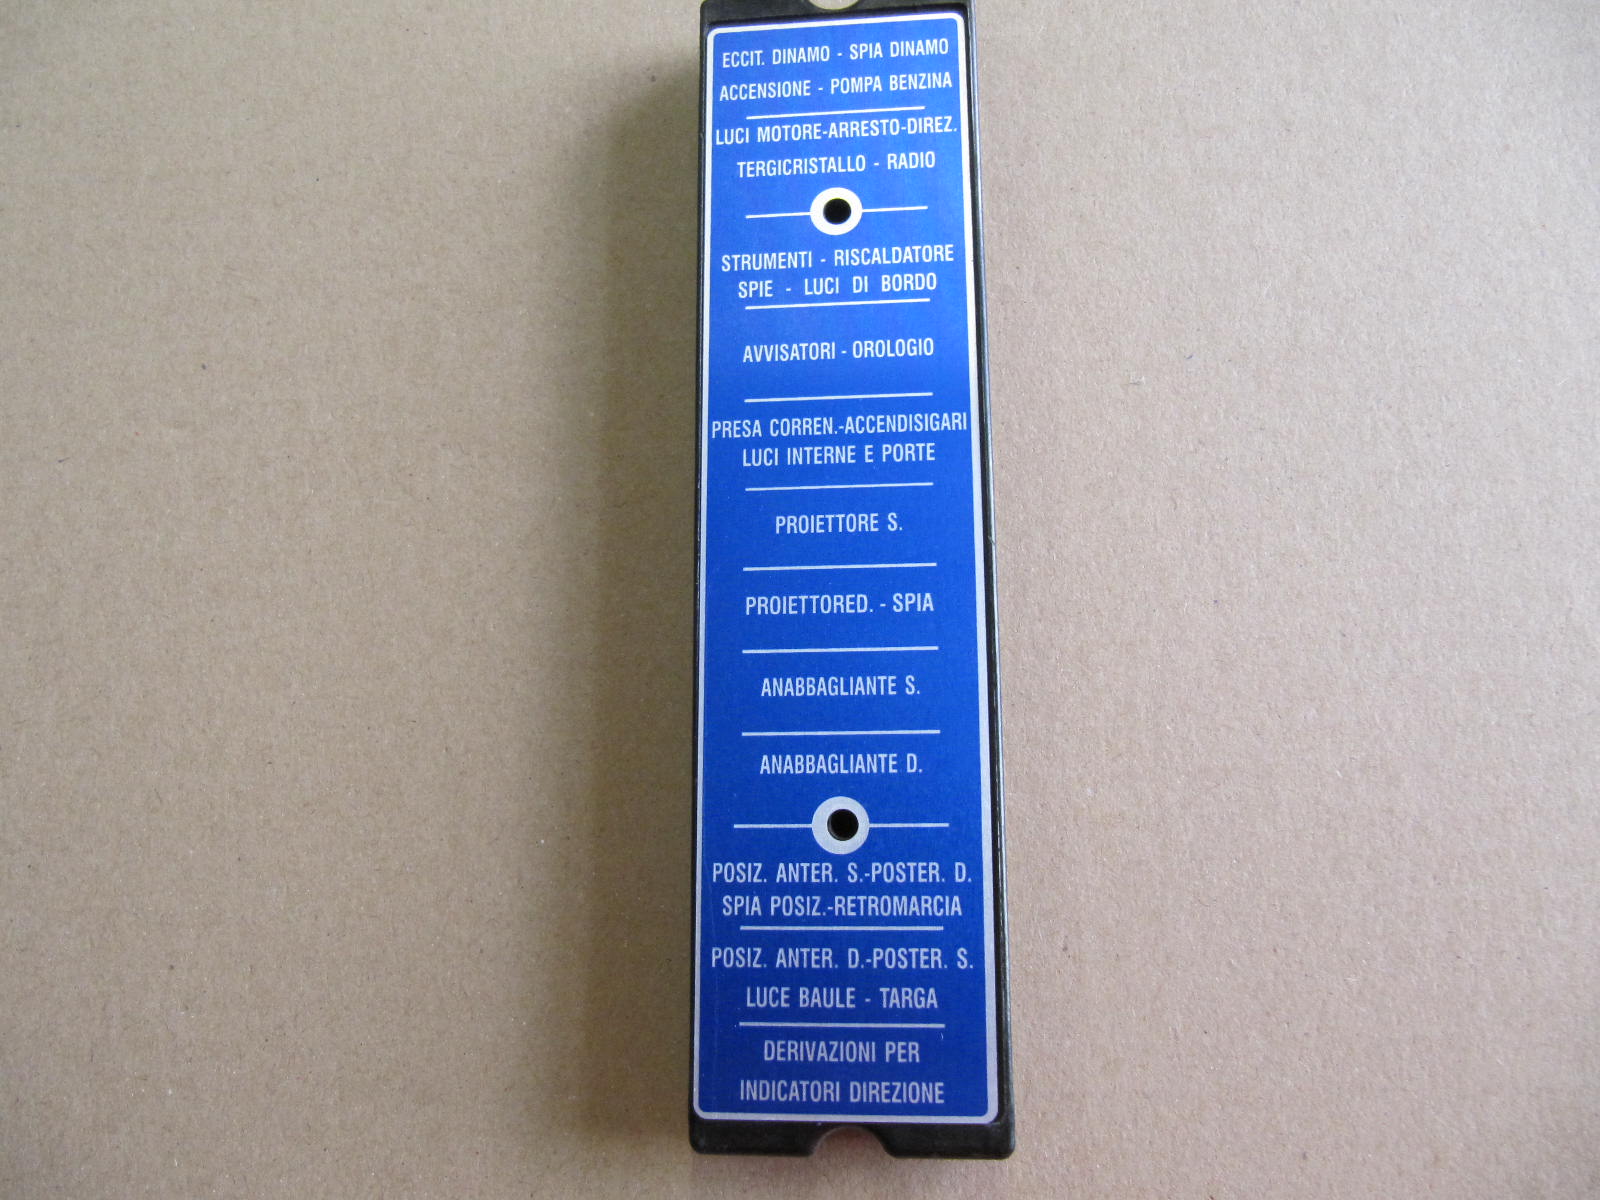 ECCIT. DINAMO - SPIA DINAMO
ACCENSIONE - POMPA BENZINA
LUCI MOTORE-ARRESTO-DIREZ.
TERGICRISTALLO - RADIO
STRUMENTI - RISCALDATORE
SPIE - LUCI DI BORDO
AVVISATORI - OROLOGIO
PRESA CORREN.-ACCENDISIGARI
LUCI INTERNE E PORTE
PROIETTORE S.
PROIETTORED. - SPIA
ANABBAGLIANTE S.
ANABBAGLIANTE D.
POSIZ. ANTER. S.-POSTER. D.
SPIA POSIZ.-RETROMARCIA
POSIZ. ANTER. D.-POSTER. S.
LUCE BAULE - TARGA
DERIVAZIONI PER
INDICATORI DIREZIONE